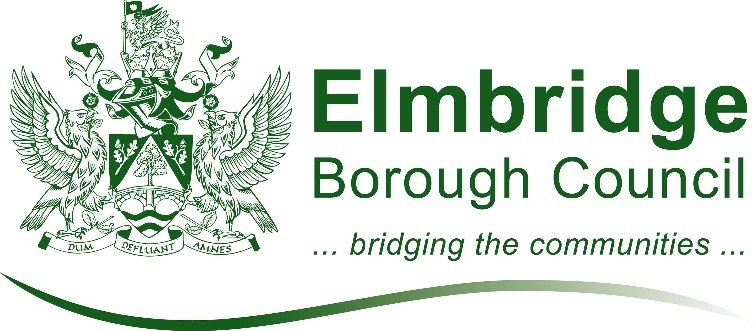 Elmbridge
Borough Council
... bridging the communities ...
DUM DEFLUANT AMNES